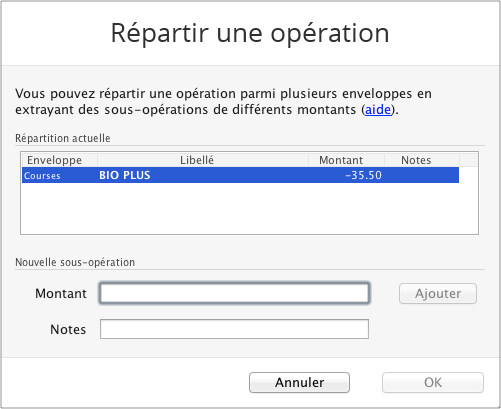 Répartir une opération
Vous pouvez répartir une opération parmi plusieurs enveloppes en
extrayant des sous-opérations de différents montants (aide).
Répartition actuelle
Enveloppe Libellé Montant Notes
Courses BIO PLUS -35.50
Nouvelle sous-opération
Montant Ajouter
Notes
Annuler OK